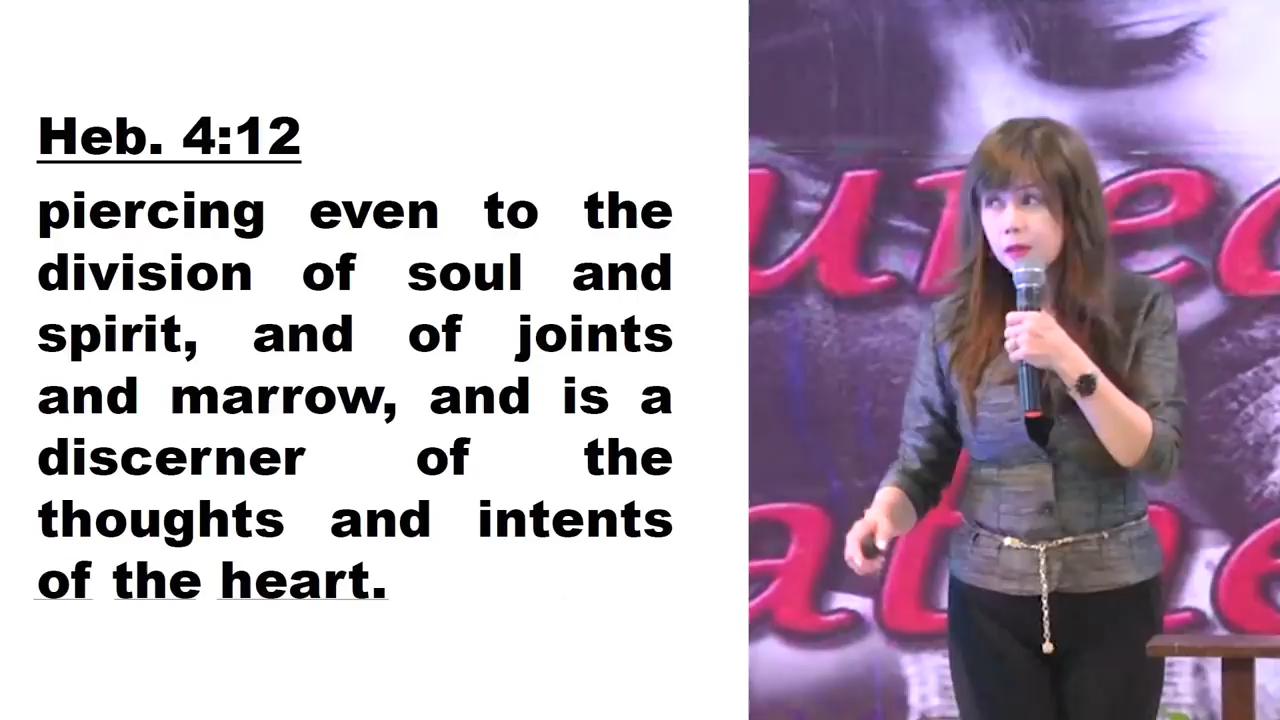 Heb. 4:12
piercing even to the
division of soul and
spirit, and of joints
and marrow, and is a
discerner of the
thoughts and intents
of the heart.